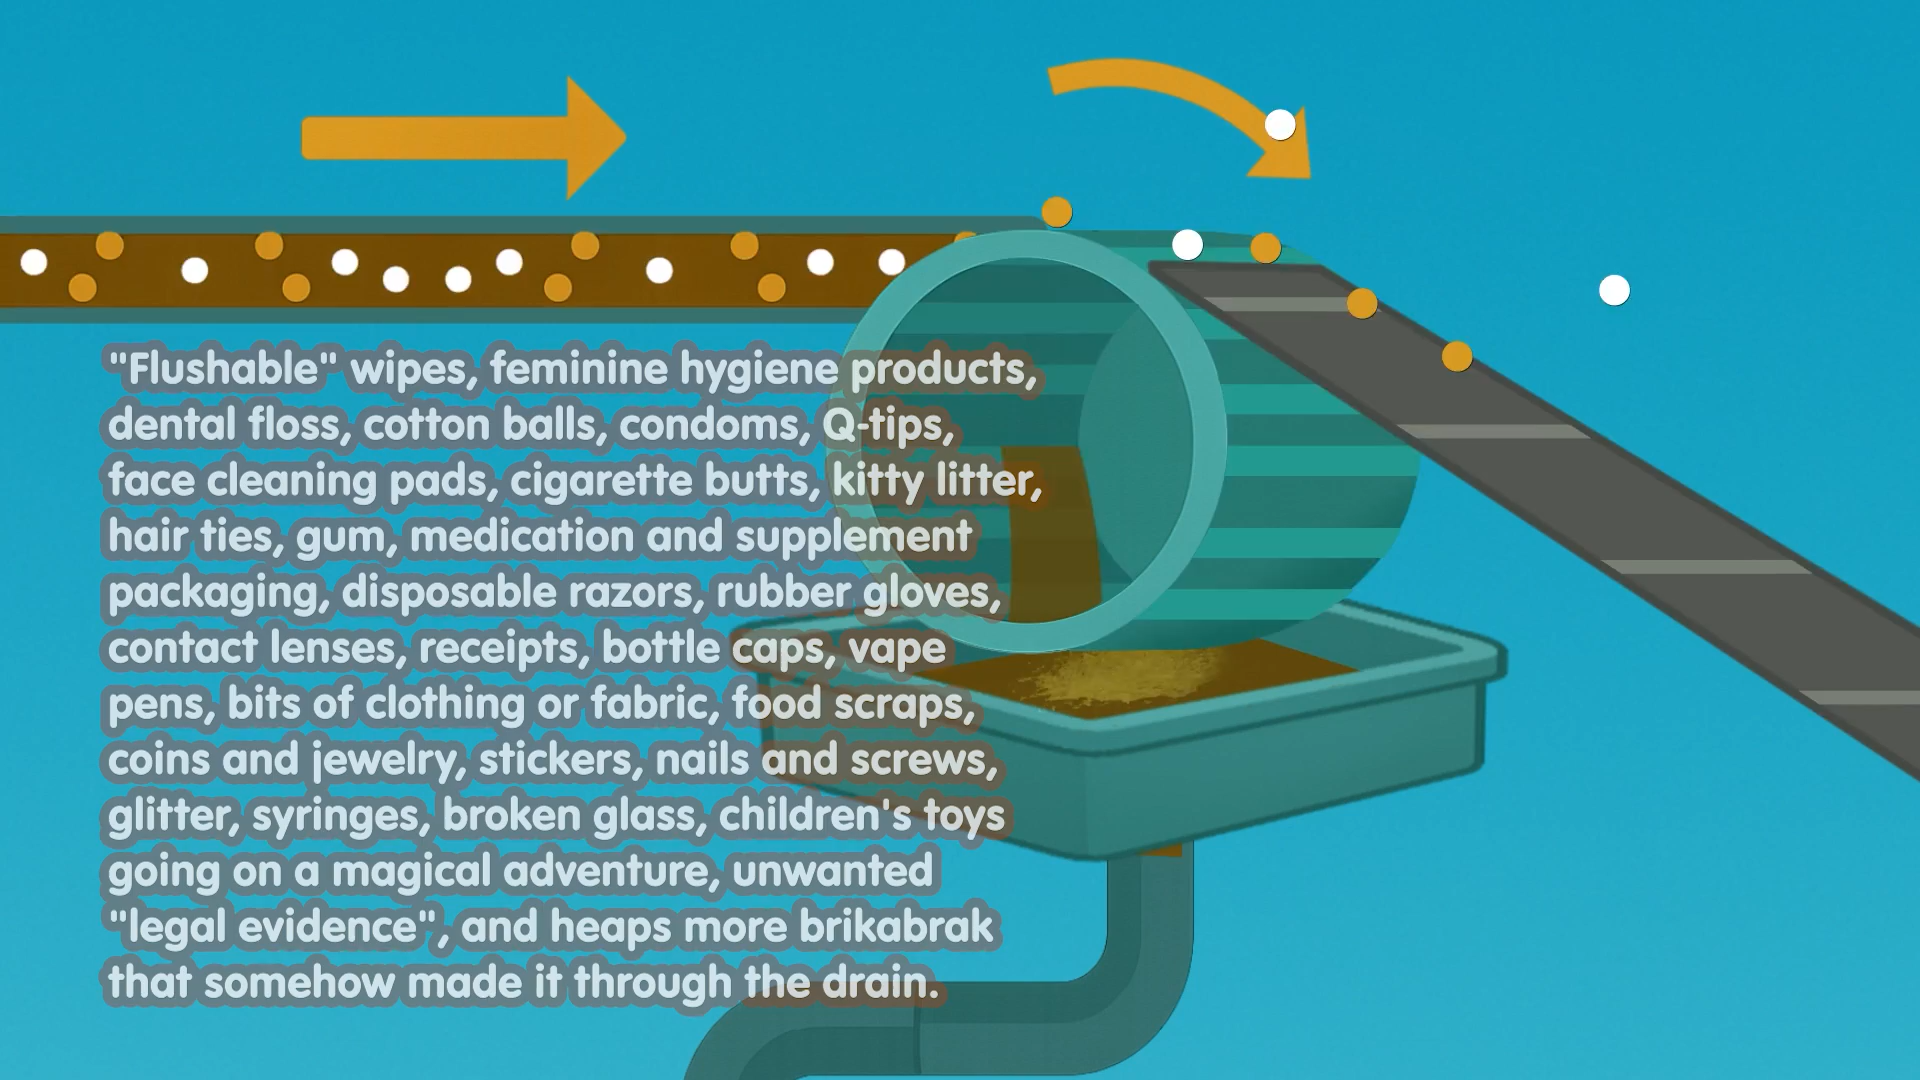 "Flushable" wipes, feminine hygiene products,
dental floss, cotton balls, condoms, Q-tips,
face cleaning pads, cigarette butts, kitty litter,
hair ties, gum, medication and supplement
packaging, disposable razors, rubber gloves,
contact lenses, receipts, bottle caps, vape
pens, bits of clothing or fabric, food scraps,
coins and jewelry, stickers, nails and screws,
glitter, syringes, broken glass, children's toys
going on a magical adventure, unwanted
"legal evidence", and heaps more brikabrak
that somehow made it through the drain.